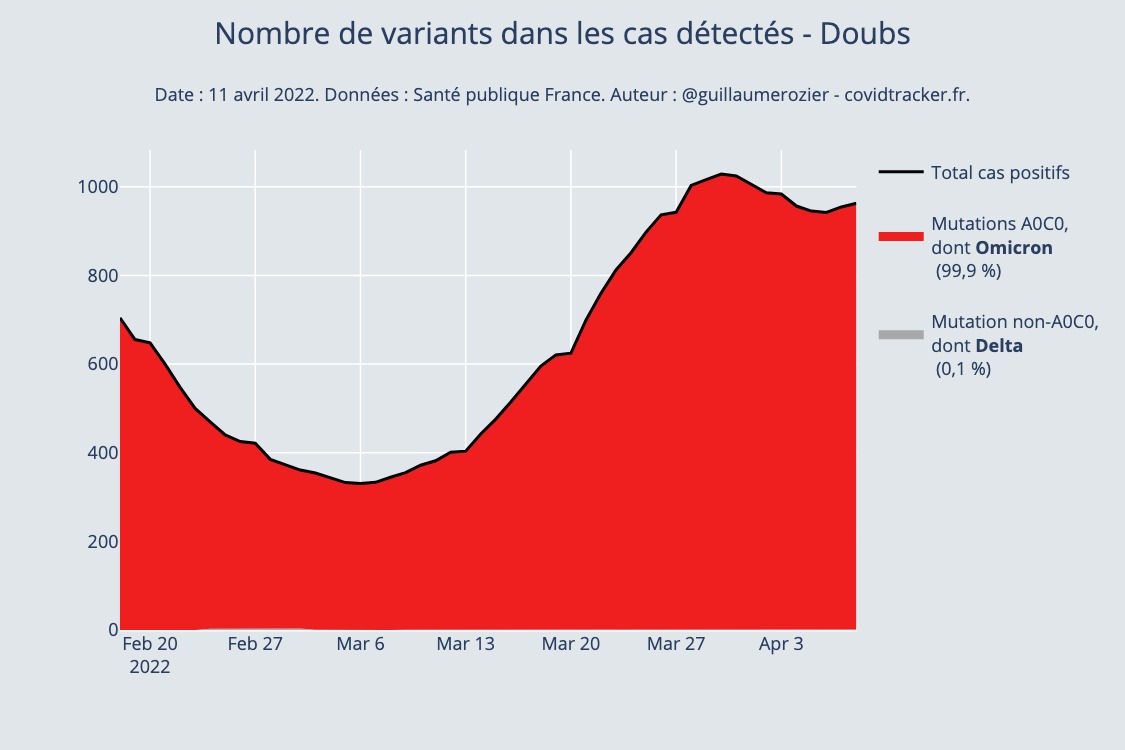 Nombre de variants dans les cas détectés - Doubs
Date : 11 avril 2022. Données : Santé publique France. Auteur : @guillaumerozier - covidtracker.fr.
1000
800
600
400
200
0
Feb 20
2022
Feb 27
Mar 6
Mar 13
Mar 20
Mar 27
Apr 3
Total cas positifs
Mutations A0C0,
dont Omicron
(99,9 %)
Mutation non-A0C0,
dont Delta
(0,1 %)